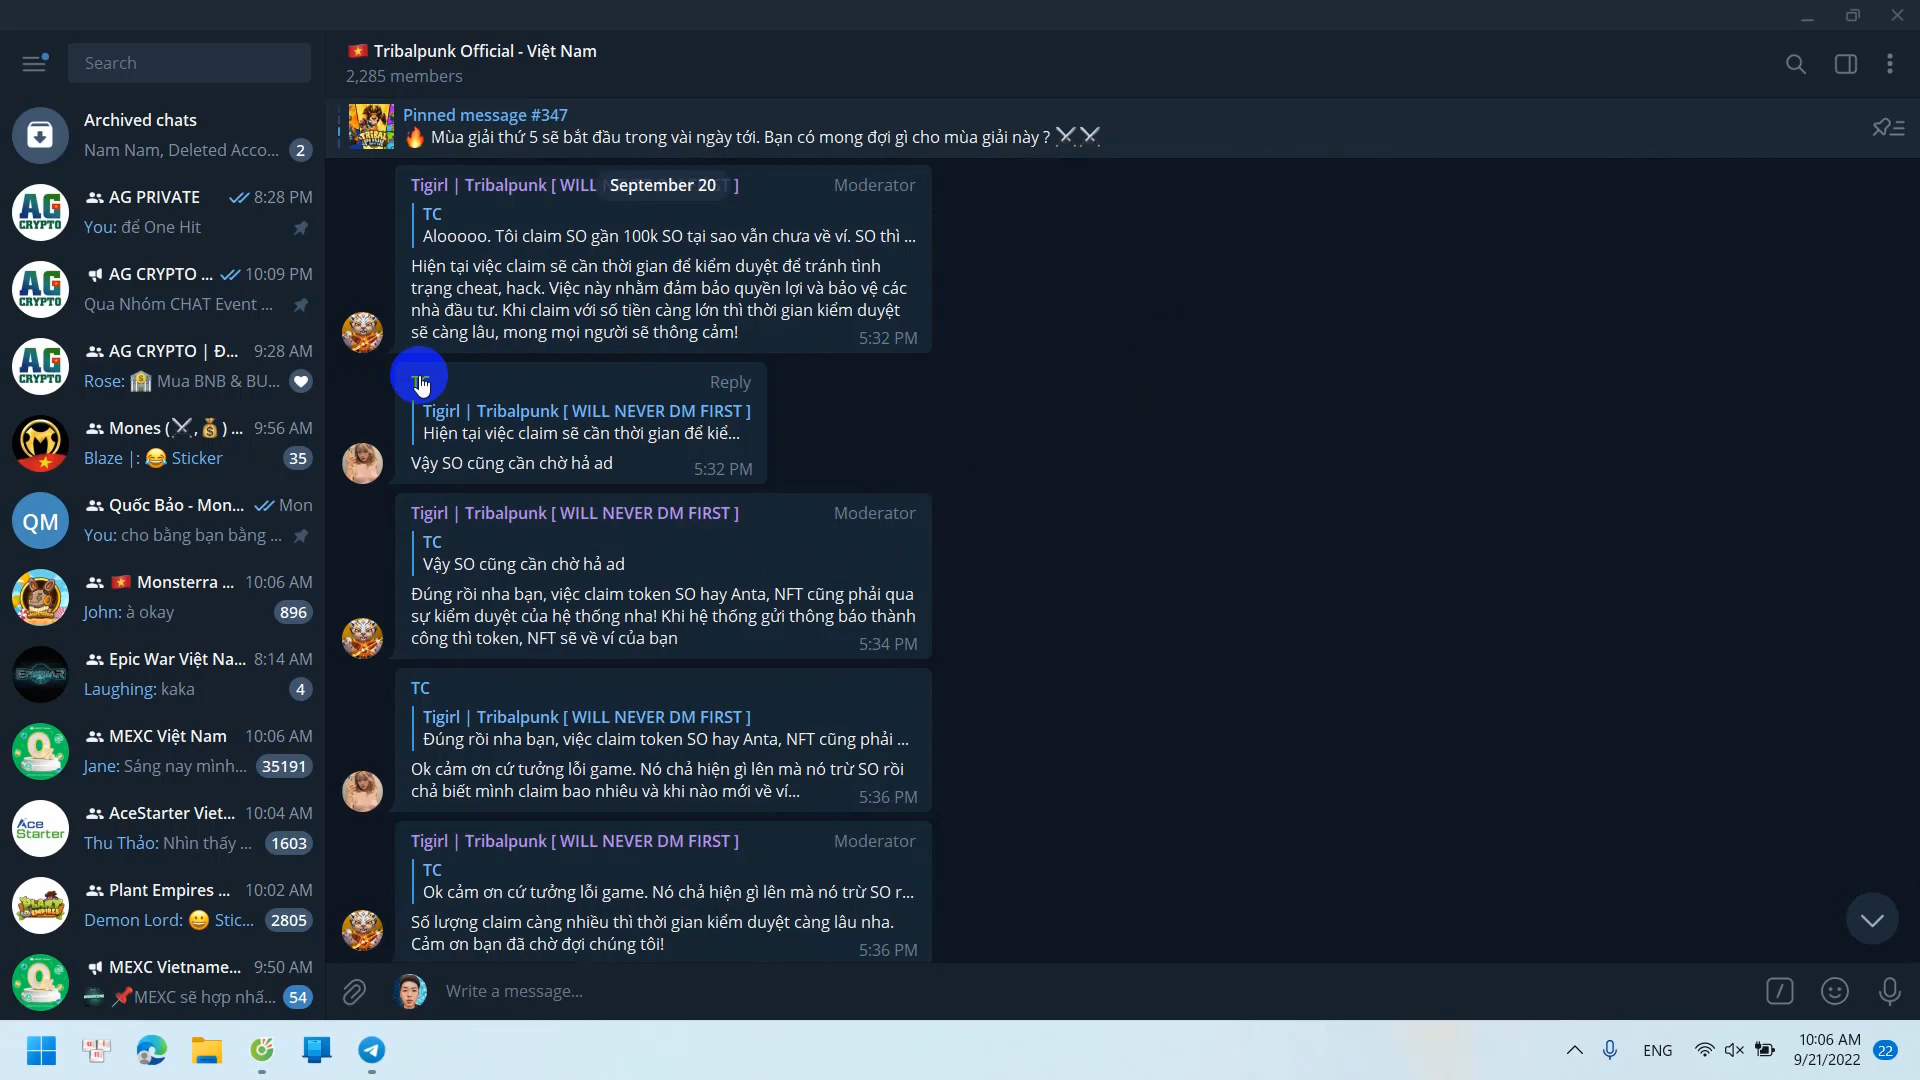 Search
Archived chats
Nam Nam, Deleted Acco... 2
AG PRIVATE 8:28 PM
You: để One Hit
AG CRYPTO ... 10:09 PM
Qua Nhóm CHAT Event ...
AG CRYPTO | Đ... 9:28 AM
Rose: Mua BNB & BU...
Mones (⚔️,💰) ... 9:56 AM
Blaze |: 😂 Sticker 35
QM
Quốc Bảo - Mon... Mon
You: cho bằng bạn bằng ...
Monsterra ... 10:06 AM
John: à okay 896
Epic War Việt Na... 8:14 AM
Laughing: kaka 4
MEXC Việt Nam 10:06 AM
Jane: Sáng nay mình... 35191
AceStarter Viet... 10:04 AM
Thu Thảo: Nhìn thấy ... 1603
Plant Empires ... 10:02 AM
Demon Lord: 😀 Stic... 2805
MEXC Vietname... 9:50 AM
📌MEXC sẽ hợp nhấ... 54
🇻🇳 Tribalpunk Official - Việt Nam
2,285 members
Pinned message #347
🔥 Mùa giải thứ 5 sẽ bắt đầu trong vài ngày tới. Bạn có mong đợi gì cho mùa giải này ? ⚔️⚔️
September 20
Tigirl | Tribalpunk [ WILL ] Moderator
TC
Alooooo. Tôi claim SO gần 100k SO tại sao vẫn chưa về ví. SO thì ...
Hiện tại việc claim sẽ cần thời gian để kiểm duyệt để tránh tình
trạng cheat, hack. Việc này nhằm đảm bảo quyền lợi và bảo vệ các
nhà đầu tư. Khi claim với số tiền càng lớn thì thời gian kiểm duyệt
sẽ càng lâu, mong mọi người sẽ thông cảm! 5:32 PM
TC Reply
Tigirl | Tribalpunk [ WILL NEVER DM FIRST ]
Hiện tại việc claim sẽ cần thời gian để kiể...
Vậy SO cũng cần chờ hả ad 5:32 PM
Tigirl | Tribalpunk [ WILL NEVER DM FIRST ] Moderator
TC
Vậy SO cũng cần chờ hả ad
Đúng rồi nha bạn, việc claim token SO hay Anta, NFT cũng phải qua
sự kiểm duyệt của hệ thống nha! Khi hệ thống gửi thông báo thành
công thì token, NFT sẽ về ví của bạn 5:34 PM
TC
Tigirl | Tribalpunk [ WILL NEVER DM FIRST ]
Đúng rồi nha bạn, việc claim token SO hay Anta, NFT cũng phải ...
Ok cảm ơn cứ tưởng lỗi game. Nó chả hiện gì lên mà nó trừ SO rồi
chả biết mình claim bao nhiêu và khi nào mới về ví... 5:36 PM
Tigirl | Tribalpunk [ WILL NEVER DM FIRST ] Moderator
TC
Ok cảm ơn cứ tưởng lỗi game. Nó chả hiện gì lên mà nó trừ SO r...
Số lượng claim càng nhiều thì thời gian kiểm duyệt càng lâu nha.
Cảm ơn bạn đã chờ đợi chúng tôi! 5:36 PM
Write a message...
ENG
10:06 AM
9/21/2022
22